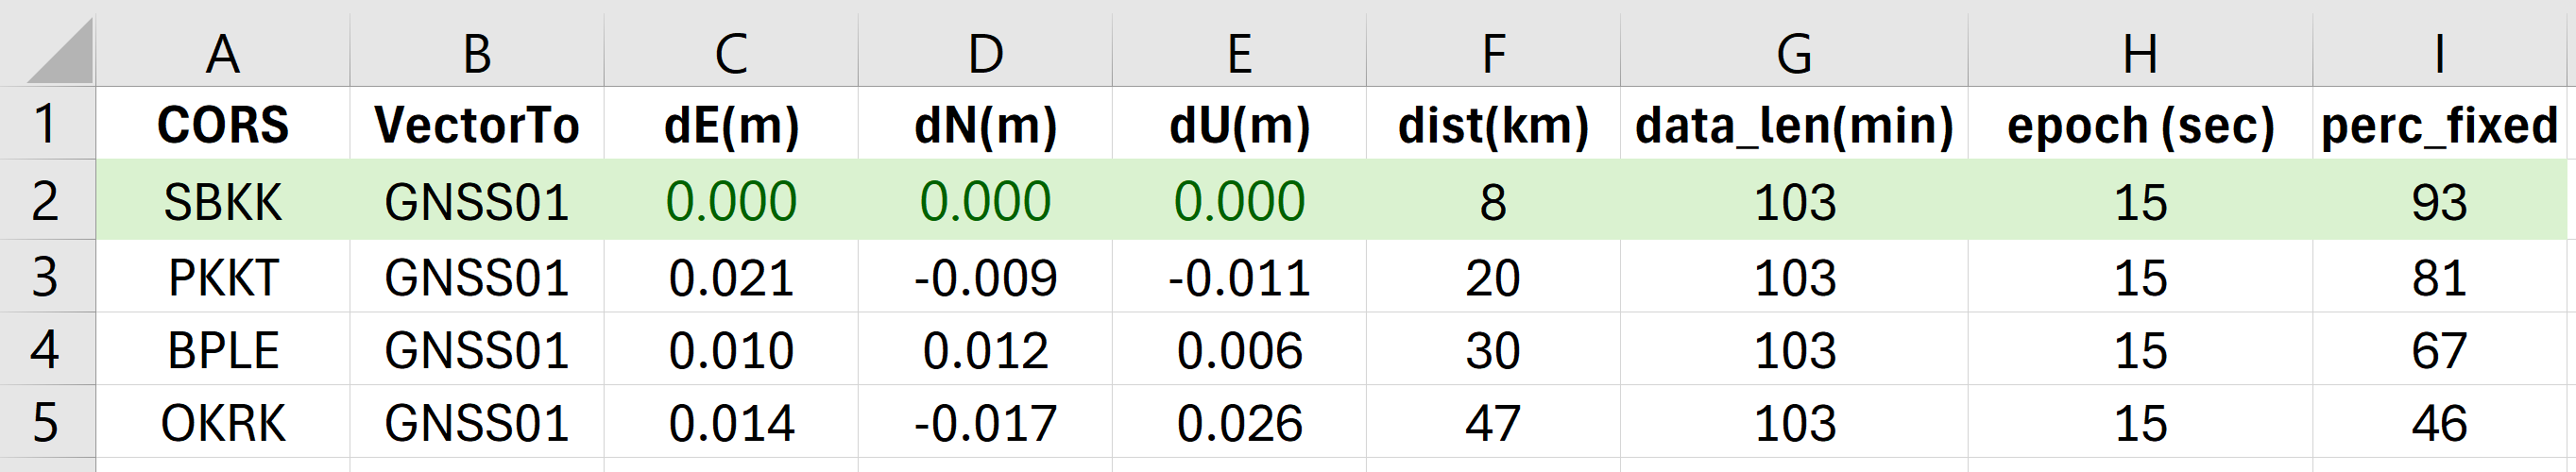 A B C D E F G H I
1 CORS VectorTo dE(m) dN(m) dU(m) dist(km) data_len(min) epoch (sec) perc_fixed
2 SBKK GNSS01 0.000 0.000 0.000 8 103 15 93
3 PKKT GNSS01 0.021 -0.009 -0.011 20 103 15 81
4 BPLE GNSS01 0.010 0.012 0.006 30 103 15 67
5 OKRK GNSS01 0.014 -0.017 0.026 47 103 15 46